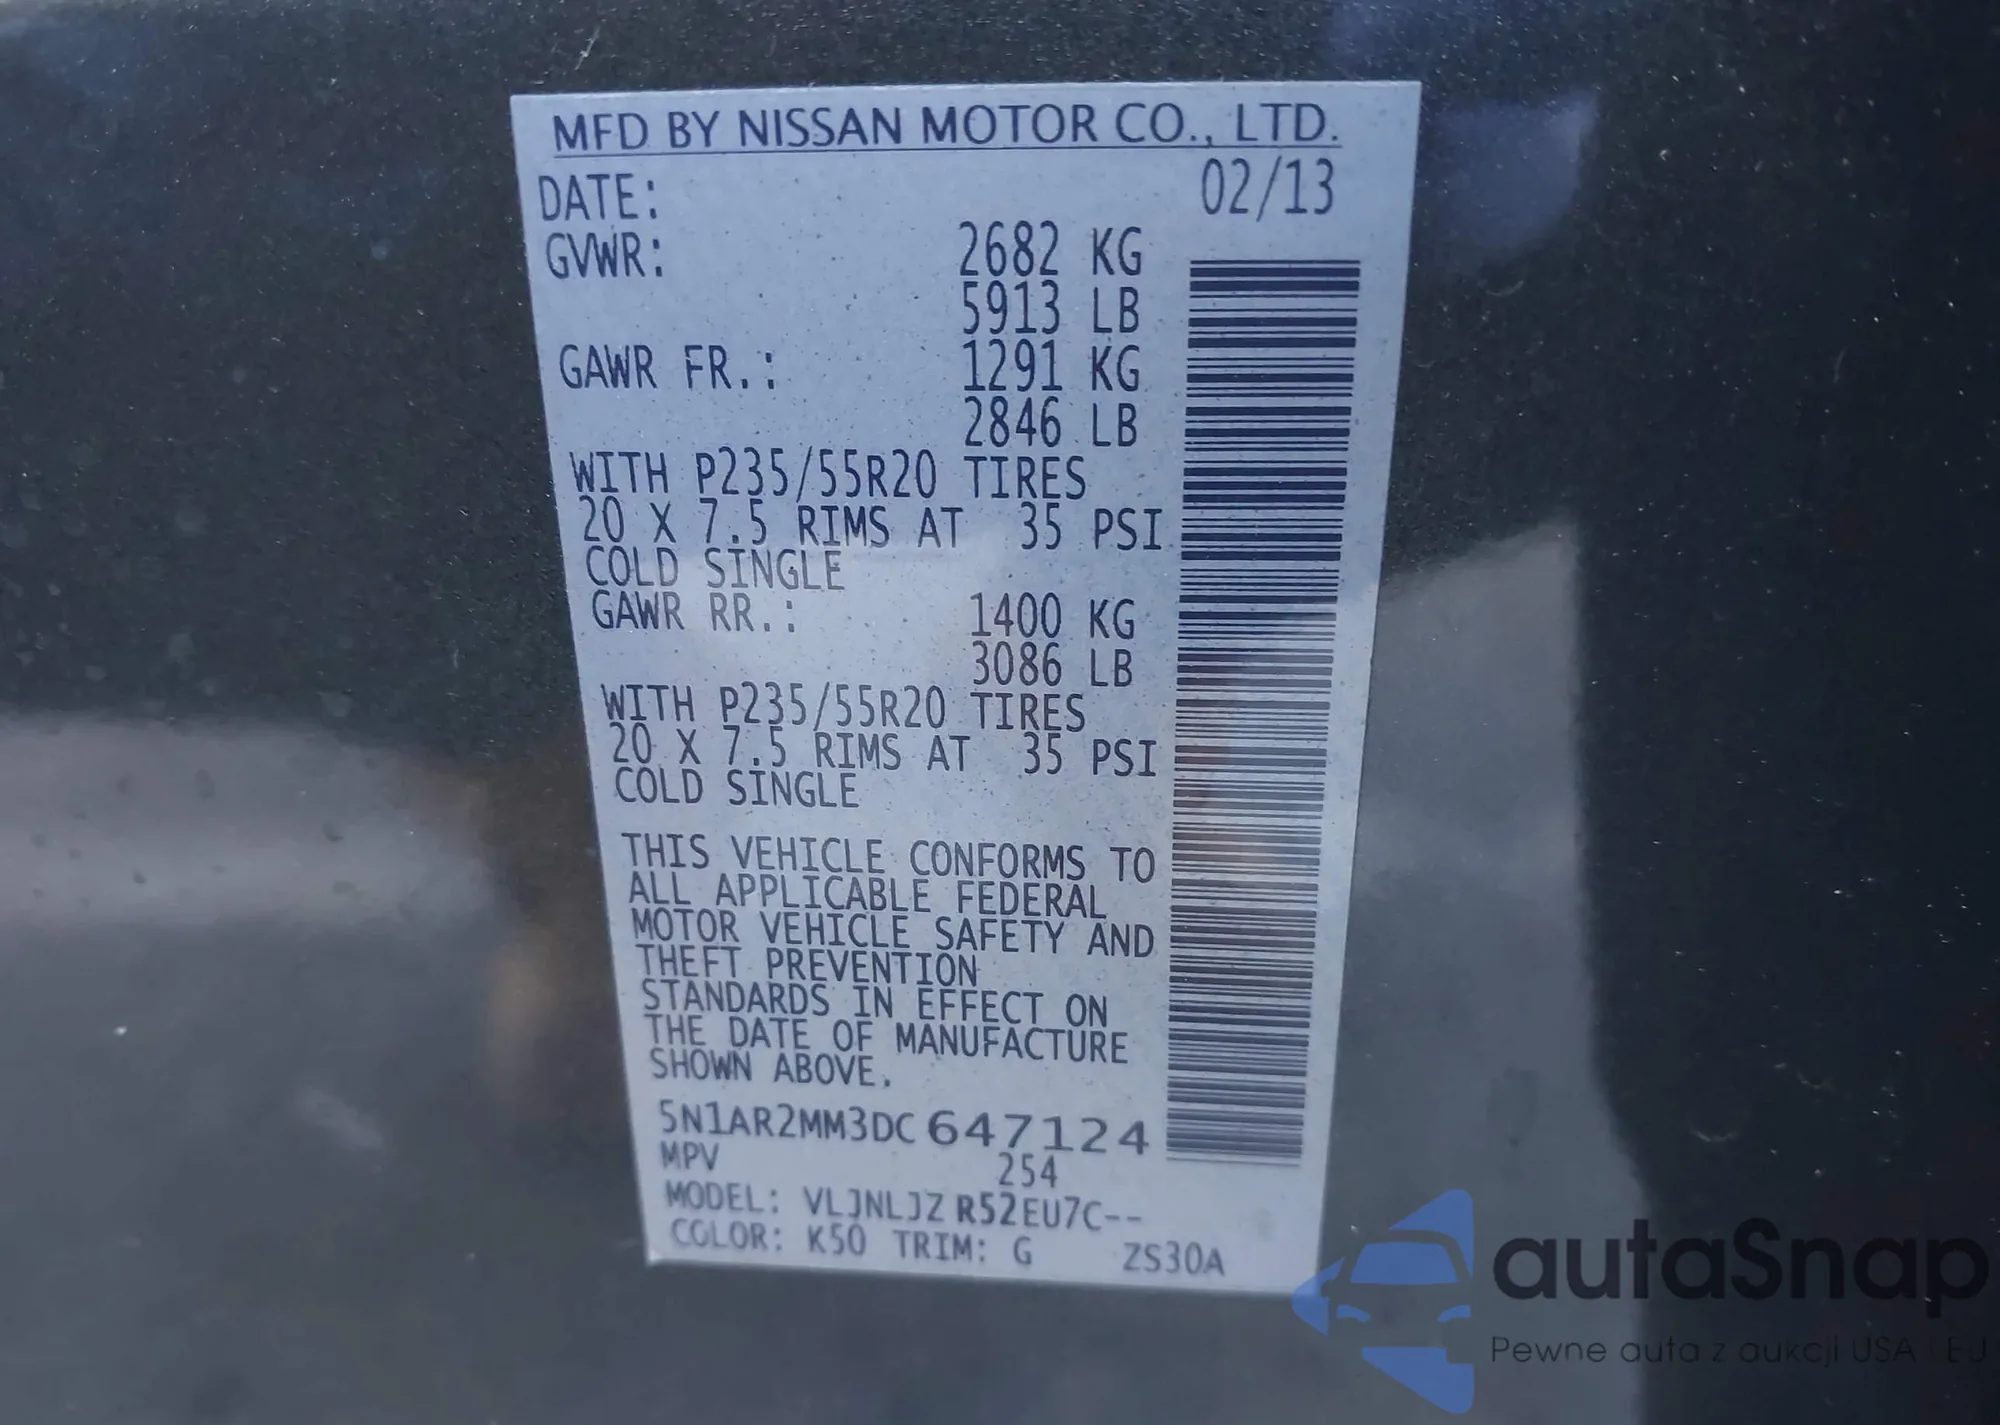 MFD BY NISSAN MOTOR CO., LTD.
DATE: 02/13
GVWR: 2682 KG
5913 LB
GAWR FR.: 1291 KG
2846 LB
WITH P235/55R20 TIRES
20 X 7.5 RIMS AT 35 PSI
COLD SINGLE
GAWR RR.: 1400 KG
3086 LB
WITH P235/55R20 TIRES
20 X 7.5 RIMS AT 35 PSI
COLD SINGLE
THIS VEHICLE CONFORMS TO
ALL APPLICABLE FEDERAL
MOTOR VEHICLE SAFETY AND
THEFT PREVENTION
STANDARDS IN EFFECT ON
THE DATE OF MANUFACTURE
SHOWN ABOVE.
5N1AR2MM3DC647124
MPV 254
MODEL: VLJNLJZ R52EU7C--
COLOR: K50 TRIM: G ZS30A
autaSnap
Pewne auta z aukcji USA i EU